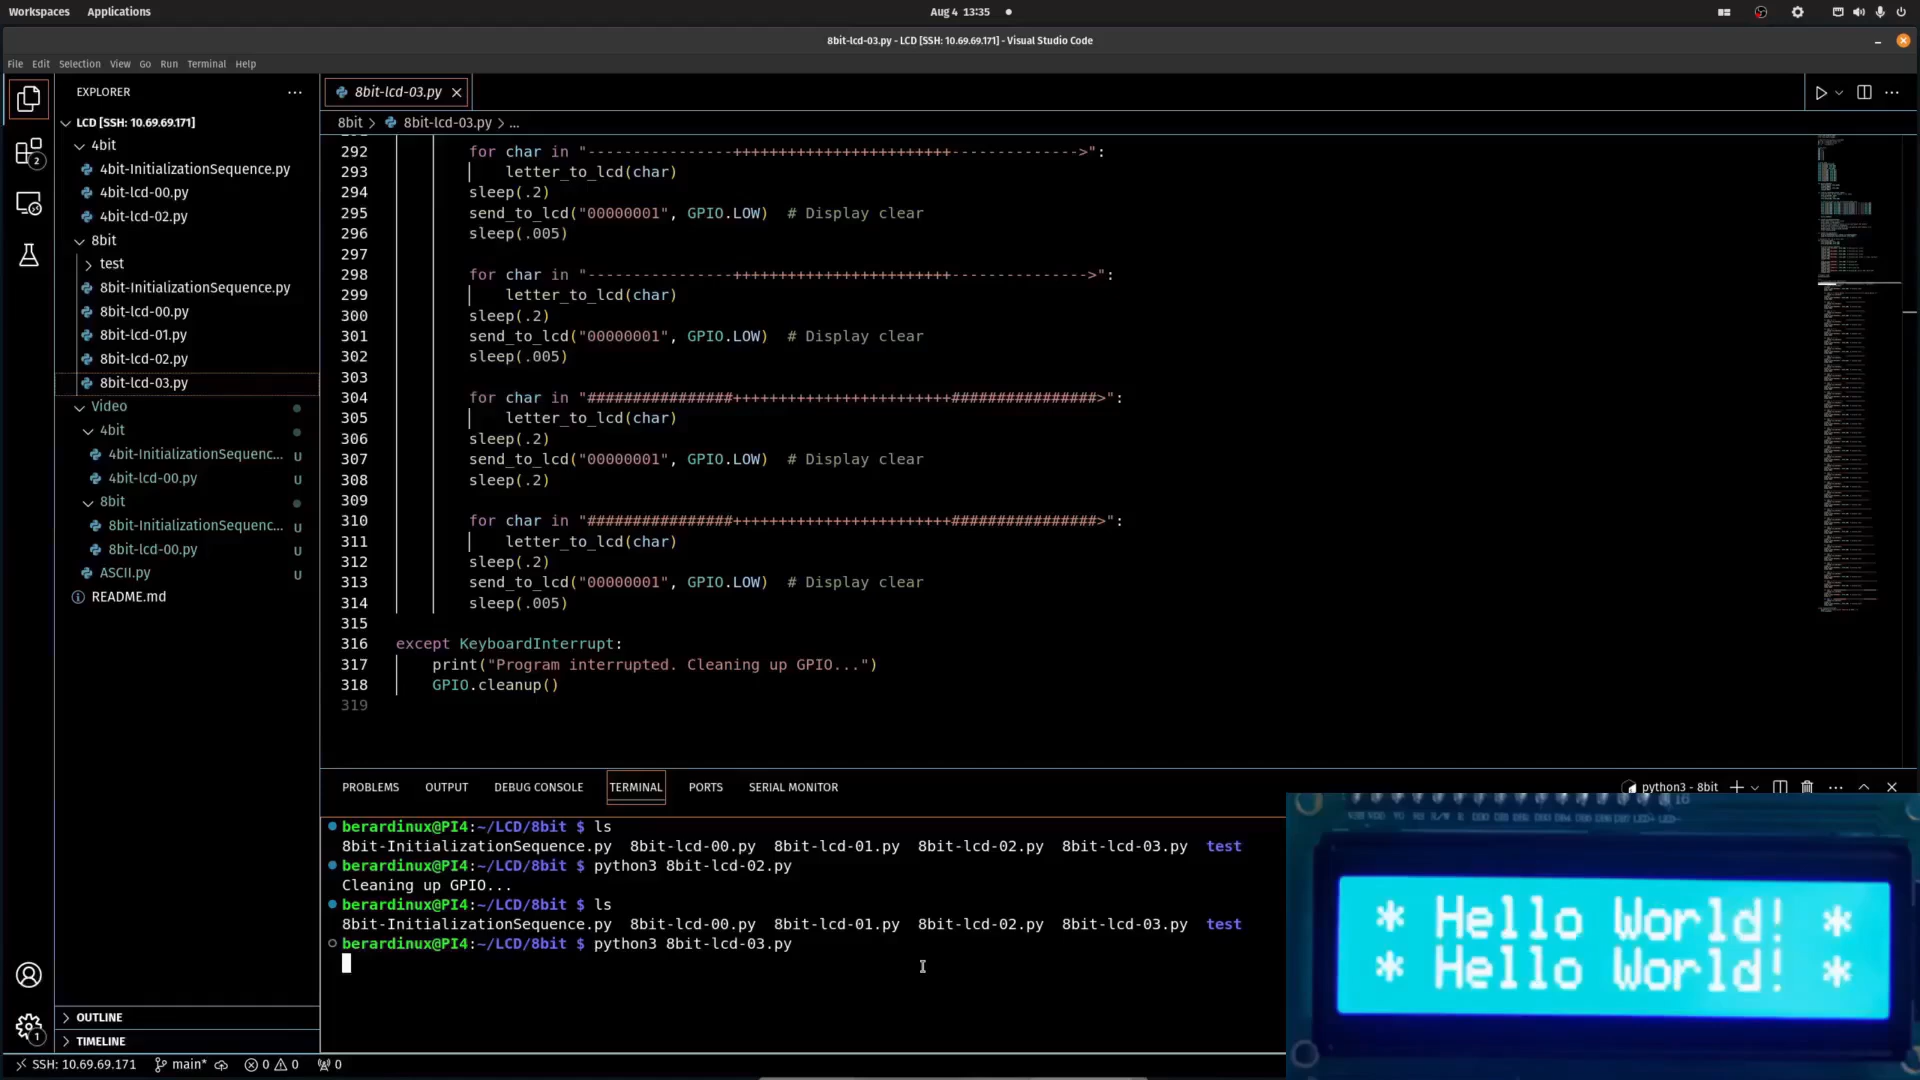 Workspaces Applications Aug 4 13:35
8bit-lcd-03.py - LCD [SSH: 10.69.69.171] - Visual Studio Code
File Edit Selection View Go Run Terminal Help
EXPLORER
LCD [SSH: 10.69.69.171]
4bit
4bit-InitializationSequence.py
4bit-lcd-00.py
4bit-lcd-02.py
8bit
test
8bit-InitializationSequence.py
8bit-lcd-00.py
8bit-lcd-01.py
8bit-lcd-02.py
8bit-lcd-03.py
Video
4bit
4bit-InitializationSequenc... U
4bit-lcd-00.py U
8bit
8bit-InitializationSequenc... U
8bit-lcd-00.py U
ASCII.py U
README.md
OUTLINE
TIMELINE
2
1
8bit-lcd-03.py
8bit > 8bit-lcd-03.py > ...
292 for char in "----------------++++++++++++++++++++++++-------------->":
293 letter_to_lcd(char)
294 sleep(.2)
295 send_to_lcd("00000001", GPIO.LOW) # Display clear
296 sleep(.005)
297
298 for char in "----------------++++++++++++++++++++++++--------------->":
299 letter_to_lcd(char)
300 sleep(.2)
301 send_to_lcd("00000001", GPIO.LOW) # Display clear
302 sleep(.005)
303
304 for char in "################++++++++++++++++++++++++################>":
305 letter_to_lcd(char)
306 sleep(.2)
307 send_to_lcd("00000001", GPIO.LOW) # Display clear
308 sleep(.2)
309
310 for char in "################++++++++++++++++++++++++################>":
311 letter_to_lcd(char)
312 sleep(.2)
313 send_to_lcd("00000001", GPIO.LOW) # Display clear
314 sleep(.005)
315
316 except KeyboardInterrupt:
317 print("Program interrupted. Cleaning up GPIO...")
318 GPIO.cleanup()
319
PROBLEMS OUTPUT DEBUG CONSOLE TERMINAL PORTS SERIAL MONITOR python3 - 8bit
berardinux@PI4:~/LCD/8bit $ ls
8bit-InitializationSequence.py 8bit-lcd-00.py 8bit-lcd-01.py 8bit-lcd-02.py 8bit-lcd-03.py test
berardinux@PI4:~/LCD/8bit $ python3 8bit-lcd-02.py
Cleaning up GPIO...
berardinux@PI4:~/LCD/8bit $ ls
8bit-InitializationSequence.py 8bit-lcd-00.py 8bit-lcd-01.py 8bit-lcd-02.py 8bit-lcd-03.py test
berardinux@PI4:~/LCD/8bit $ python3 8bit-lcd-03.py
16
* Hello World! *
* Hello World! *
SSH: 10.69.69.171 main* 0 0 0